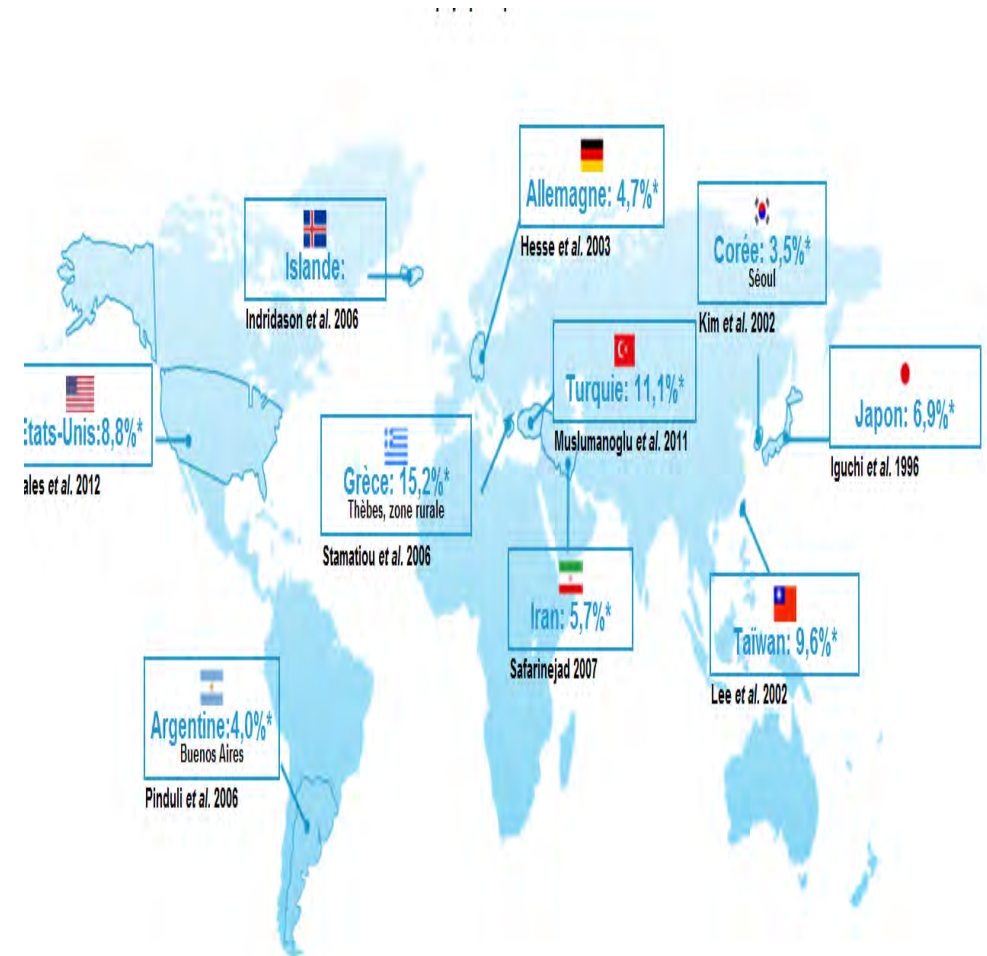 Allemagne: 4,7%*
Hesse et al. 2003
Corée: 3,5%*
Séoul
Kim et al. 2002
Islande:
Indridason et al. 2006
Turquie: 11,1%*
Muslumanoglu et al. 2011
Japon: 6,9%*
Iguchi et al. 1996
tats-Unis:8,8%*
ales et al. 2012
Grèce: 15,2%*
Thèbes, zone rurale
Stamatiou et al. 2006
Iran: 5,7%*
Safarinejad 2007
Taïwan: 9,6%*
Lee et al. 2002
Argentine:4,0%*
Buenos Aires
Pinduli et al. 2006